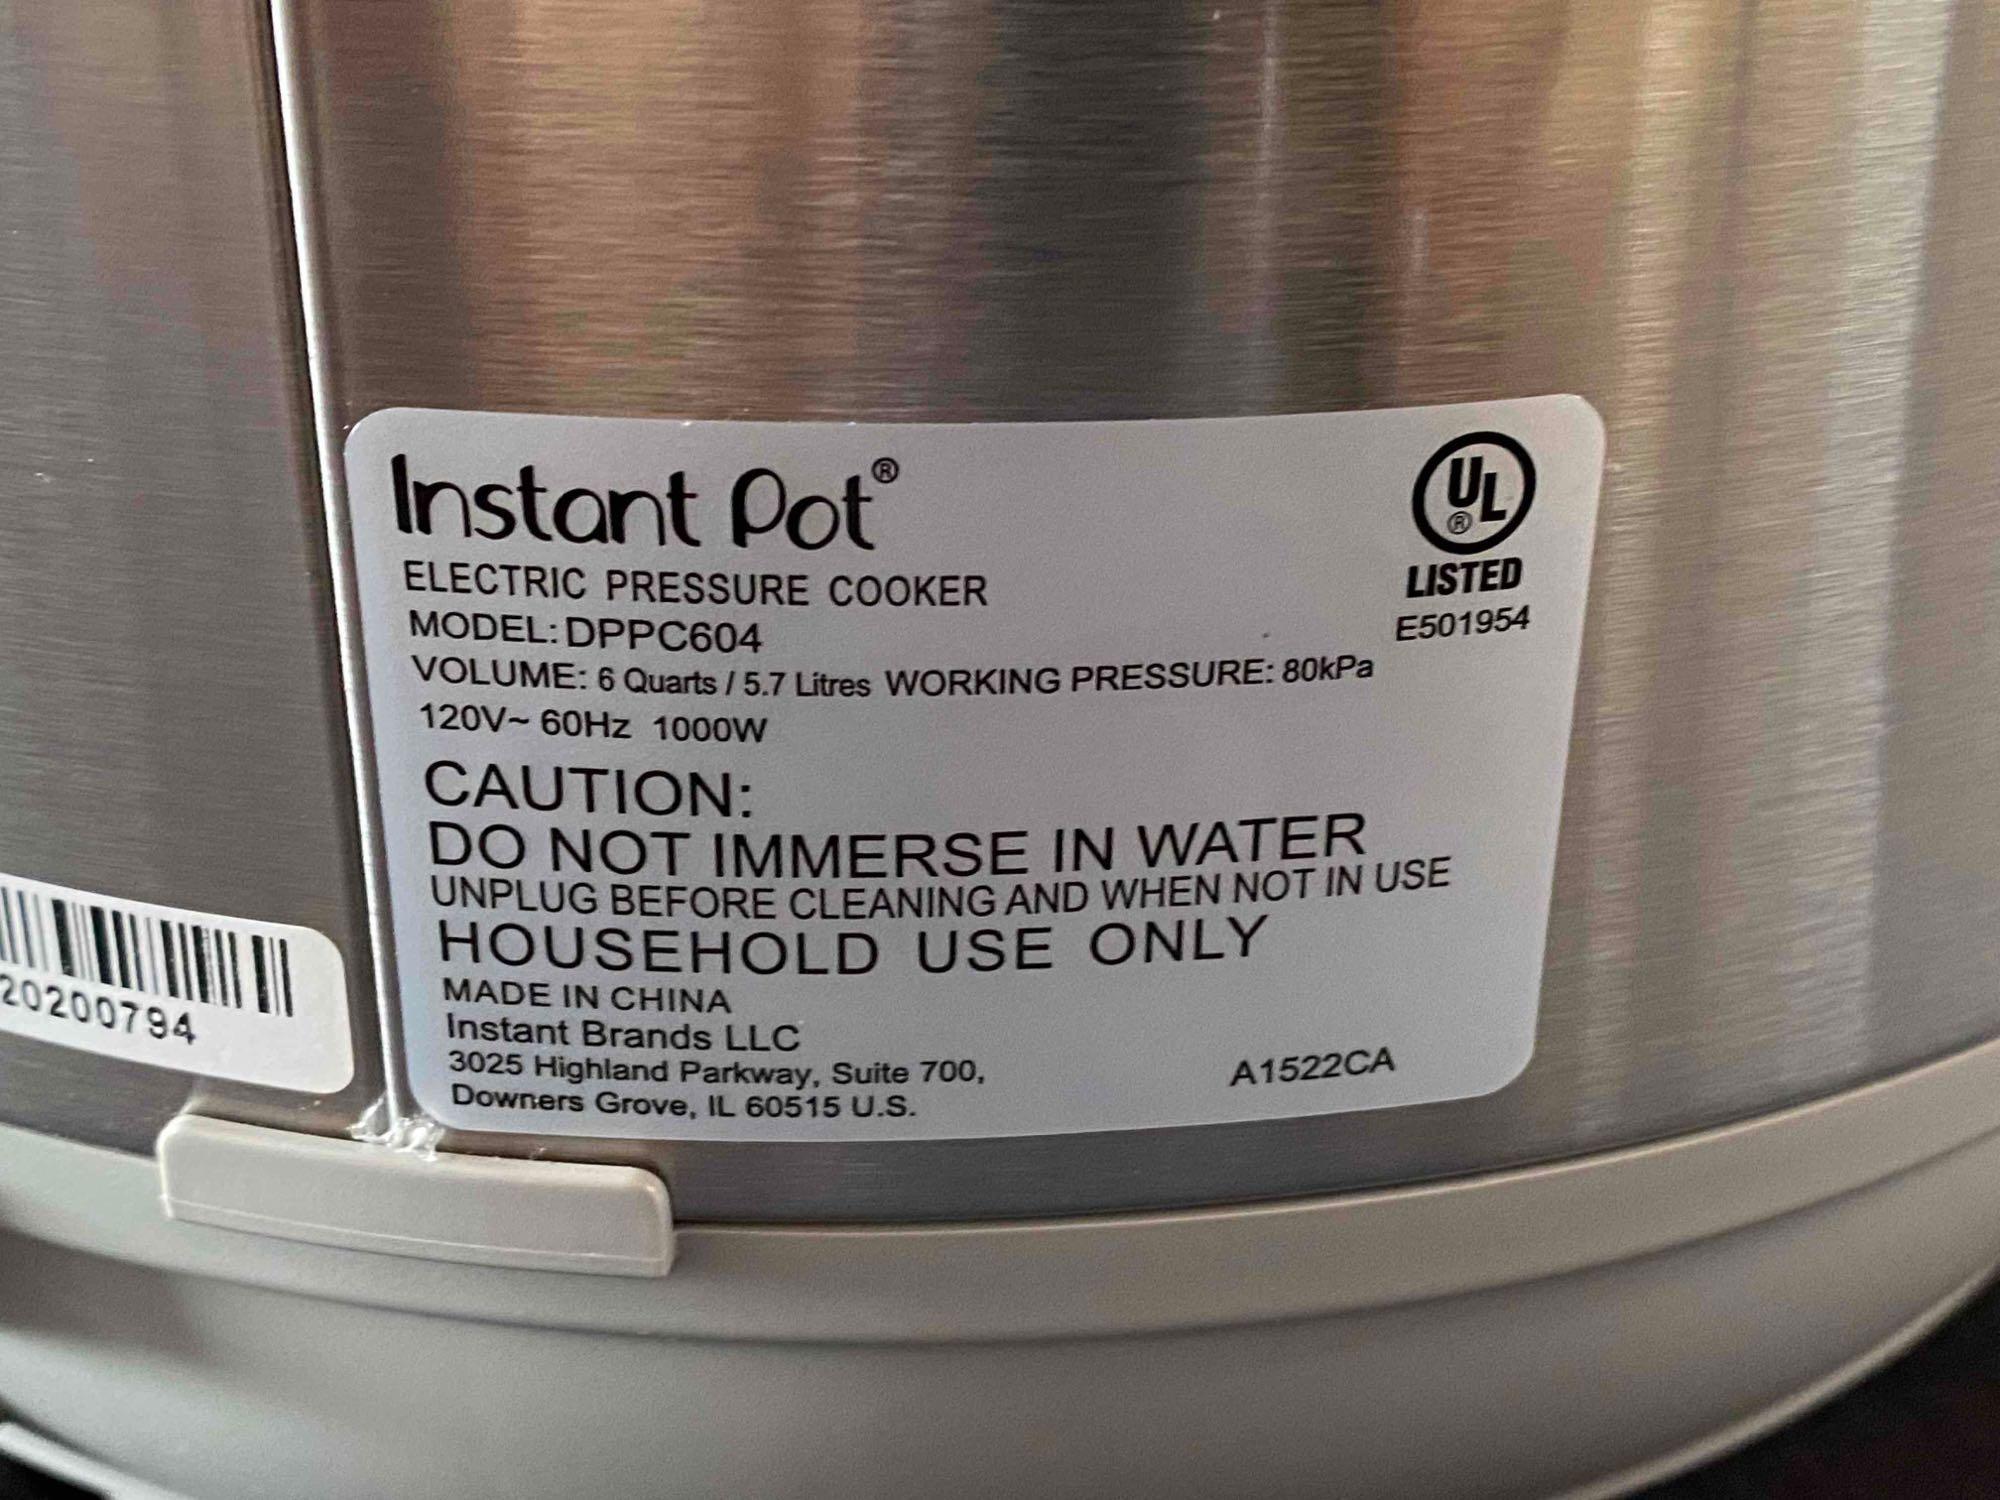 Instant Pot®
ELECTRIC PRESSURE COOKER
MODEL: DPPC604
VOLUME: 6 Quarts / 5.7 Litres WORKING PRESSURE: 80kPa
120V~ 60Hz 1000W
CAUTION:
DO NOT IMMERSE IN WATER
UNPLUG BEFORE CLEANING AND WHEN NOT IN USE
HOUSEHOLD USE ONLY
MADE IN CHINA
Instant Brands LLC
3025 Highland Parkway, Suite 700,
Downers Grove, IL 60515 U.S.
A1522CA
UL
®
LISTED
E501954
20200794